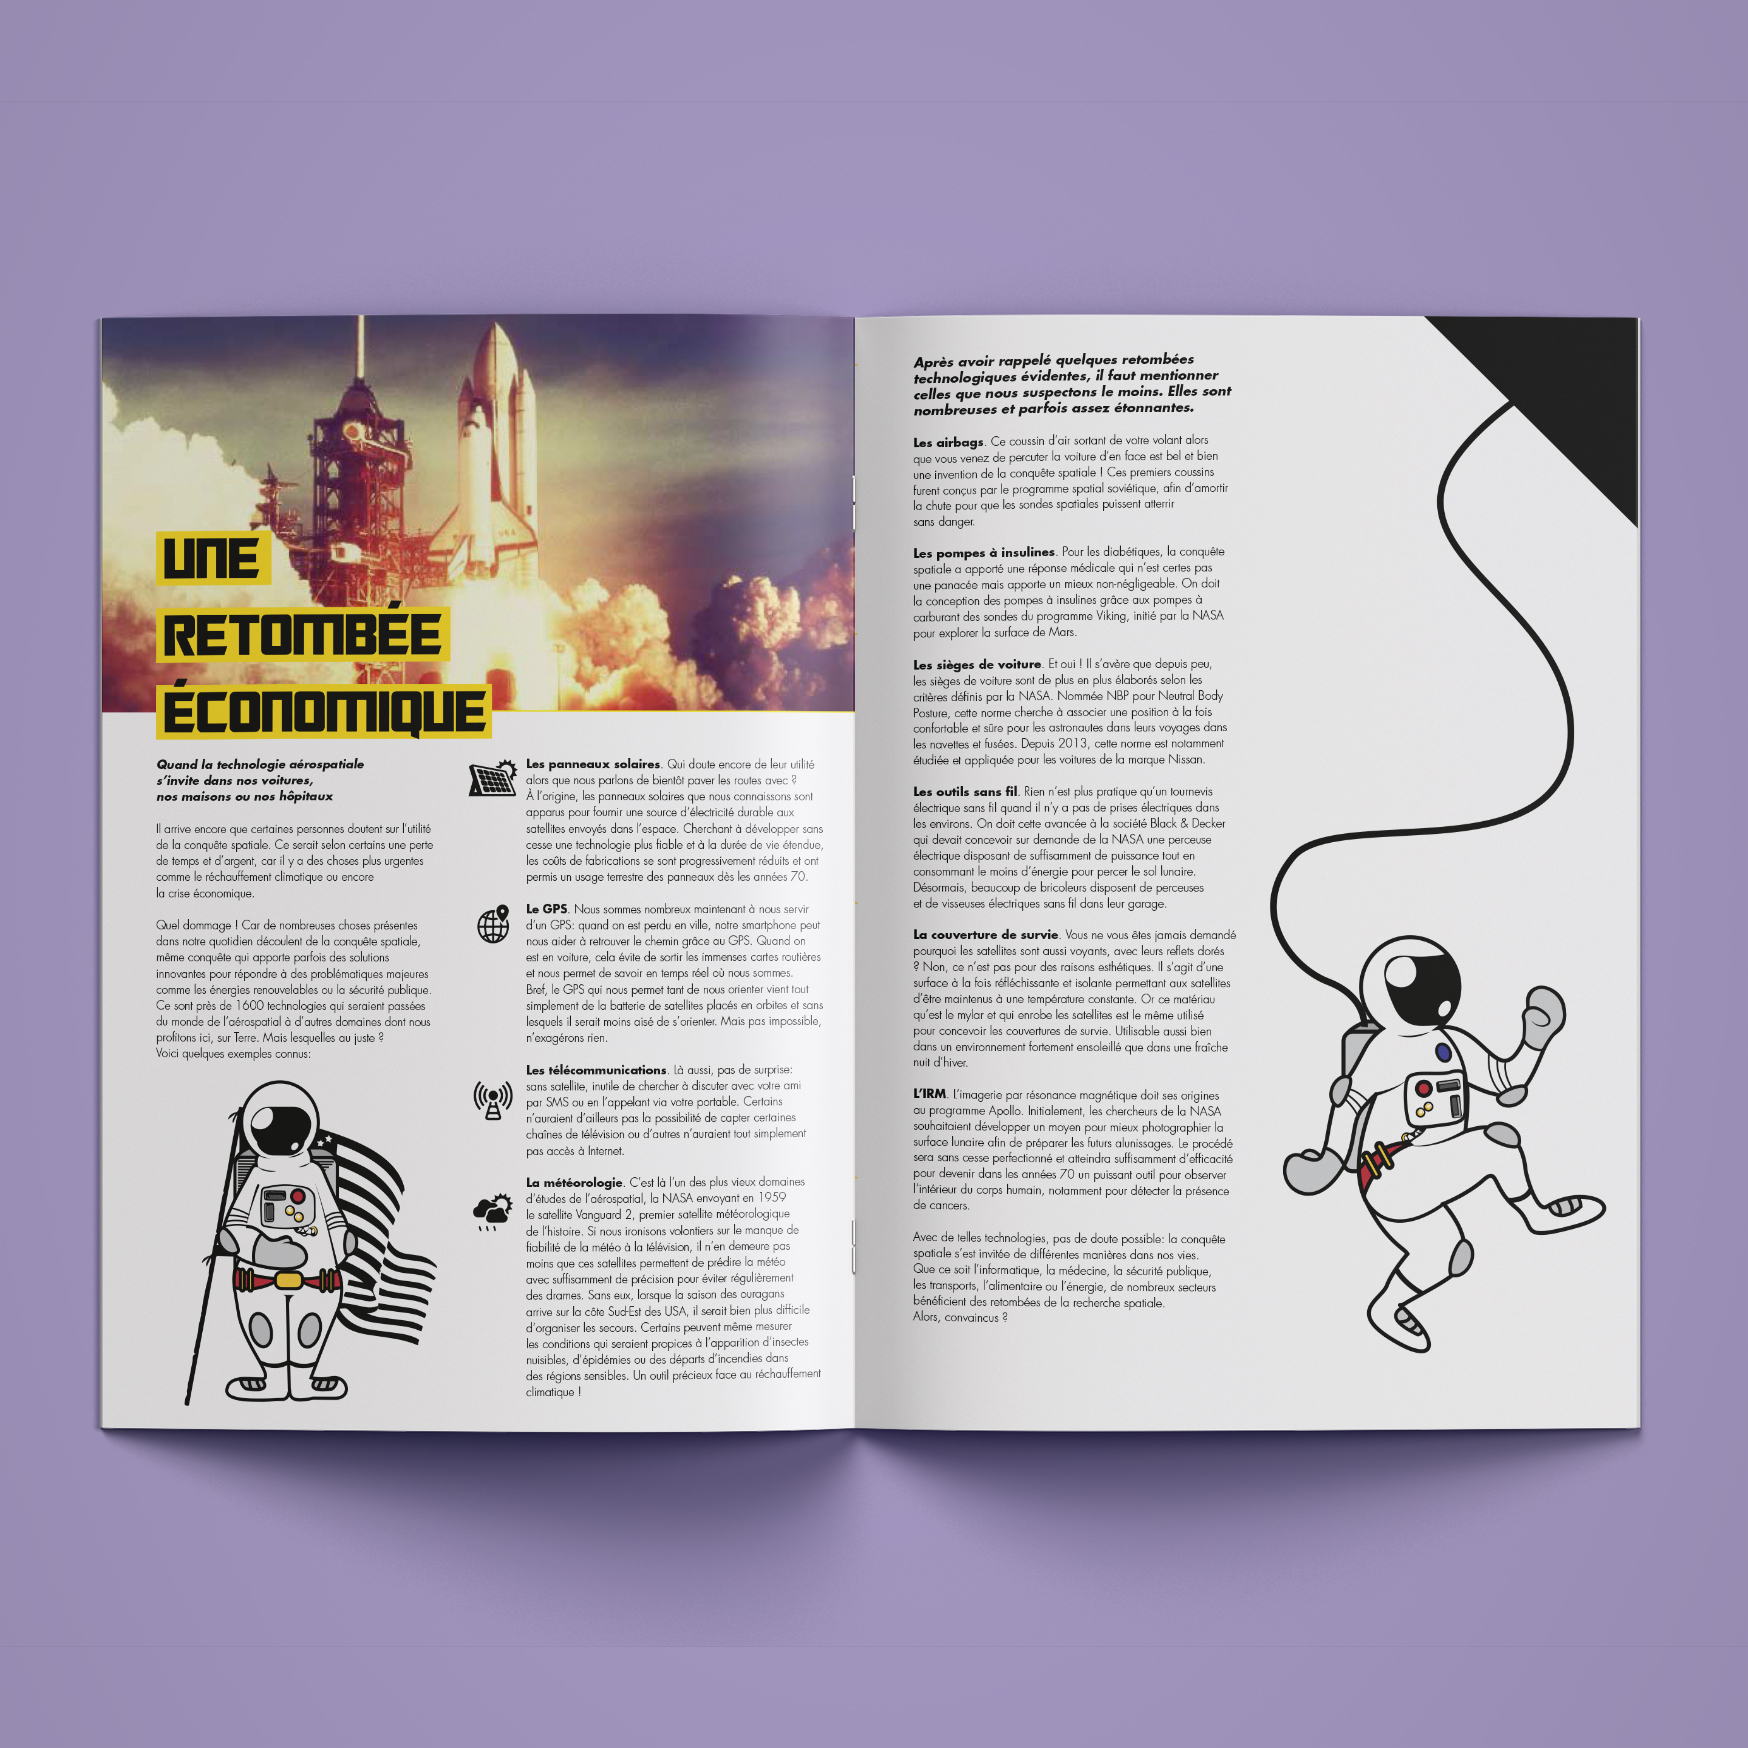 UNE
RETOMBÉE
ÉCONOMIQUE
Quand la technologie aérospatiale
s'invite dans nos voitures,
nos maisons ou nos hôpitaux
Il arrive encore que certaines personnes doutent sur l'utilité
de la conquête spatiale. Ce serait selon certains une perte
de temps et d'argent, car il y a des choses plus urgentes
comme le réchauffement climatique ou encore
la crise économique.
Quel dommage ! Car de nombreuses choses présentes
dans notre quotidien découlent de la conquête spatiale,
même conquête qui apporte parfois des solutions
innovantes pour répondre à des problématiques majeures
comme les énergies renouvelables ou la sécurité publique.
Ce sont près de 1600 technologies qui seraient passées
du monde de l'aérospatial à d'autres domaines dont nous
profitons ici, sur Terre. Mais lesquelles au juste ?
Voici quelques exemples connus:
Les panneaux solaires. Qui doute encore de leur utilité
alors que nous parlons de bientôt paver les routes avec ?
À l'origine, les panneaux solaires que nous connaissons sont
apparus pour fournir une source d'électricité durable aux
satellites envoyés dans l'espace. Cherchant à développer sans
cesse une technologie plus fiable et à la durée de vie étendue,
les coûts de fabrications se sont progressivement réduits et ont
permis un usage terrestre des panneaux dès les années 70.
Le GPS. Nous sommes nombreux maintenant à nous servir
d'un GPS: quand on est perdu en ville, notre smartphone peut
nous aider à retrouver le chemin grâce au GPS. Quand on
est en voiture, cela évite de sortir les immenses cartes routières
et nous permet de savoir en temps réel où nous sommes.
Bref, le GPS qui nous permet tant de nous orienter vient tout
simplement de la batterie de satellites placés en orbites et sans
lesquels il serait moins aisé de s'orienter. Mais pas impossible,
n'exagérons rien.
Les télécommunications. Là aussi, pas de surprise:
sans satellite, inutile de chercher à discuter avec votre ami
par SMS ou en l'appelant via votre portable. Certains
n'auraient d'ailleurs pas la possibilité de capter certaines
chaînes de télévision ou d'autres n'auraient tout simplement
pas accès à Internet.
La météorologie. C'est là l'un des plus vieux domaines
d'études de l'aérospatial, la NASA envoyant en 1959
le satellite Vanguard 2, premier satellite météorologique
de l'histoire. Si nous ironisons volontiers sur le manque de
fiabilité de la météo à la télévision, il n'en demeure pas
moins que ces satellites permettent de prédire la météo
avec suffisamment de précision pour éviter régulièrement
des drames. Sans eux, lorsque la saison des ouragans
arrive sur la côte Sud-Est des USA, il serait bien plus difficile
d'organiser les secours. Certains peuvent même mesurer
les conditions qui seraient propices à l'apparition d'insectes
nuisibles, d'épidémies ou des départs d'incendies dans
des régions sensibles. Un outil précieux face au réchauffement
climatique !
Après avoir rappelé quelques retombées
technologiques évidentes, il faut mentionner
celles que nous suspectons le moins. Elles sont
nombreuses et parfois assez étonnantes.
Les airbags. Ce coussin d'air sortant de votre volant alors
que vous venez de percuter la voiture d'en face est bel et bien
une invention de la conquête spatiale ! Ces premiers coussins
furent conçus par le programme spatial soviétique, afin d'amortir
la chute pour que les sondes spatiales puissent atterrir
sans danger.
Les pompes à insulines. Pour les diabétiques, la conquête
spatiale a apporté une réponse médicale qui n'est certes pas
une panacée mais apporte un mieux non-négligeable. On doit
la conception des pompes à insulines grâce aux pompes à
carburant des sondes du programme Viking, initié par la NASA
pour explorer la surface de Mars.
Les sièges de voiture. Et oui ! Il s'avère que depuis peu,
les sièges de voiture sont de plus en plus élaborés selon les
critères définis par la NASA. Nommée NBP pour Neutral Body
Posture, cette norme cherche à associer une position à la fois
confortable et sûre pour les astronautes dans leurs voyages dans
les navettes et fusées. Depuis 2013, cette norme est notamment
étudiée et appliquée pour les voitures de la marque Nissan.
Les outils sans fil. Rien n'est plus pratique qu'un tournevis
électrique sans fil quand il n'y a pas de prises électriques dans
les environs. On doit cette avancée à la société Black & Decker
qui devait concevoir sur demande de la NASA une perceuse
électrique disposant de suffisamment de puissance tout en
consommant le moins d'énergie pour percer le sol lunaire.
Désormais, beaucoup de bricoleurs disposent de perceuses
et de visseuses électriques sans fil dans leur garage.
La couverture de survie. Vous ne vous êtes jamais demandé
pourquoi les satellites sont aussi voyants, avec leurs reflets dorés
? Non, ce n'est pas pour des raisons esthétiques. Il s'agit d'une
surface à la fois réfléchissante et isolante permettant aux satellites
d'être maintenus à une température constante. Or ce matériau
qu'est le mylar et qui enrobe les satellites est le même utilisé
pour concevoir les couvertures de survie. Utilisable aussi bien
dans un environnement fortement ensoleillé que dans une fraîche
nuit d'hiver.
L'IRM. L'imagerie par résonance magnétique doit ses origines
au programme Apollo. Initialement, les chercheurs de la NASA
souhaitaient développer un moyen pour mieux photographier la
surface lunaire afin de préparer les futurs alunissages. Le procédé
sera sans cesse perfectionné et atteindra suffisamment d'efficacité
pour devenir dans les années 70 un puissant outil pour observer
l'intérieur du corps humain, notamment pour détecter la présence
de cancers.
Avec de telles technologies, pas de doute possible: la conquête
spatiale s'est invitée de différentes manières dans nos vies.
Que ce soit l'informatique, la médecine, la sécurité publique,
les transports, l'alimentaire ou l'énergie, de nombreux secteurs
bénéficient des retombées de la recherche spatiale.
Alors, convaincus ?